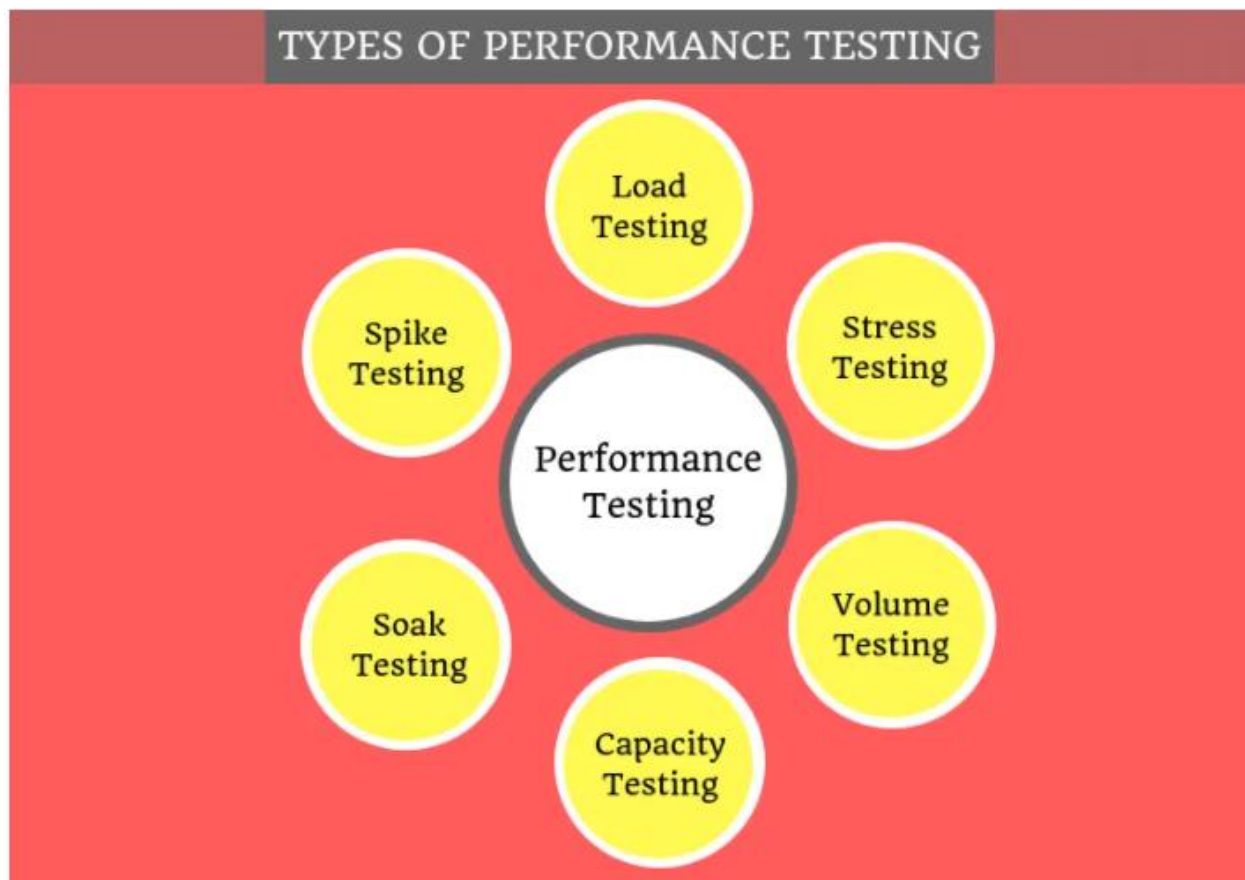 TYPES OF PERFORMANCE TESTING
Load
Testing
Spike
Testing
Stress
Testing
Performance
Testing
Soak
Testing
Volume
Testing
Capacity
Testing